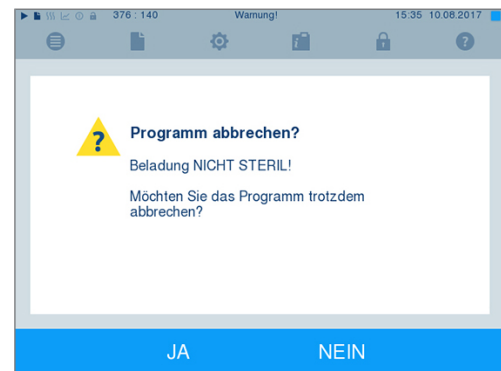 376 : 140 Warnung! 15:35 10.08.2017
Programm abbrechen?
Beladung NICHT STERIL!
Möchten Sie das Programm trotzdem
abbrechen?
JA NEIN